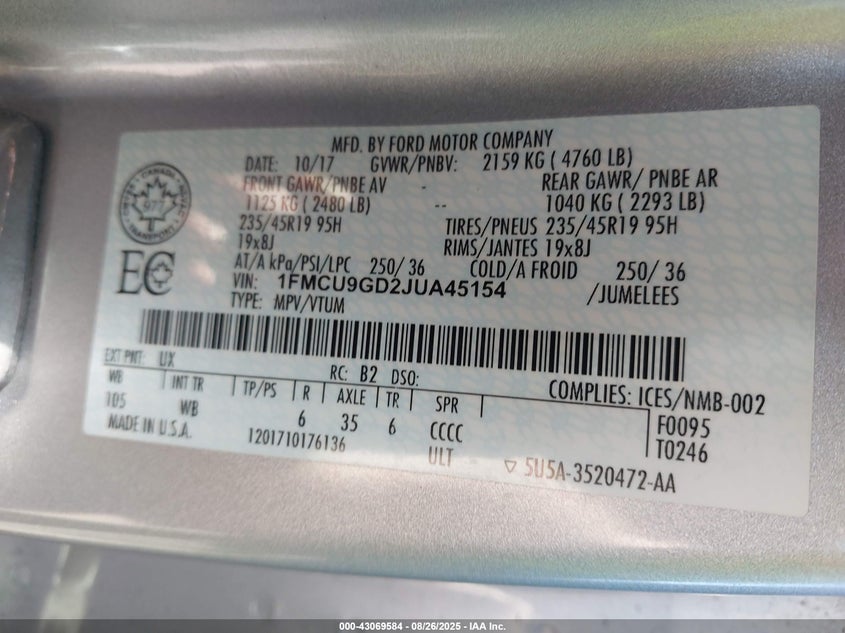 MFD. BY FORD MOTOR COMPANY
DATE: 10/17 GVWR/PNBV: 2159 KG ( 4760 LB)
FRONT GAWR/PNBE AV - REAR GAWR/ PNBE AR
1125 KG ( 2480 LB) - 1040 KG ( 2293 LB)
235/45R19 95H TIRES/PNEUS 235/45R19 95H
19x8J RIMS/JANTES 19x8J
AT/A kPa/PSI/LPC 250/ 36 COLD/A FROID 250/ 36
VIN: 1FMCU9GD2JUA45154 /JUMELEES
TYPE: MPV/VTUM
CANADA
TRANSPORT
977
EC
EXT PNT: UX RC: B2 DSO:
COMPLIES: ICES/NMB-002
WB INT TR TP/PS R AXLE TR SPR F0095
105 WB 6 35 6 CCCC T0246
MADE IN U.S.A. 1201710176136 ULT 5U5A-3520472-AA
000-43069584 - 08/26/2025 - IAA Inc.